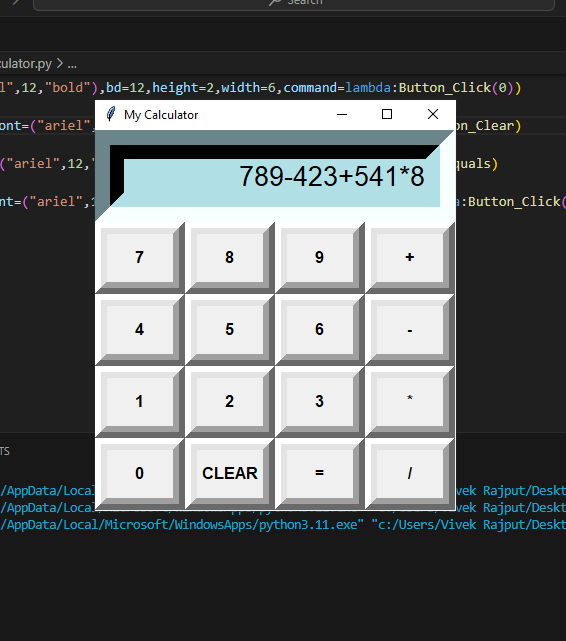 Search
culator.py > ...
l",12,"bold"),bd=12,height=2,width=6,command=lambda:Button_Click(0))
My Calculator
ont=("ariel", on_Clear)
789-423+541*8
("ariel",12," quals)
nt=("ariel",1 a:Button_Click(
7 8 9 +
4 5 6 -
1 2 3 *
0 CLEAR = /
TS
/AppData/Loca vek Rajput/Deskt
/AppData/Loca vek Rajput/Deskt
/AppData/Local/Microsoft/WindowsApps/python3.11.exe" "c:/Users/Vivek Rajput/Deskt